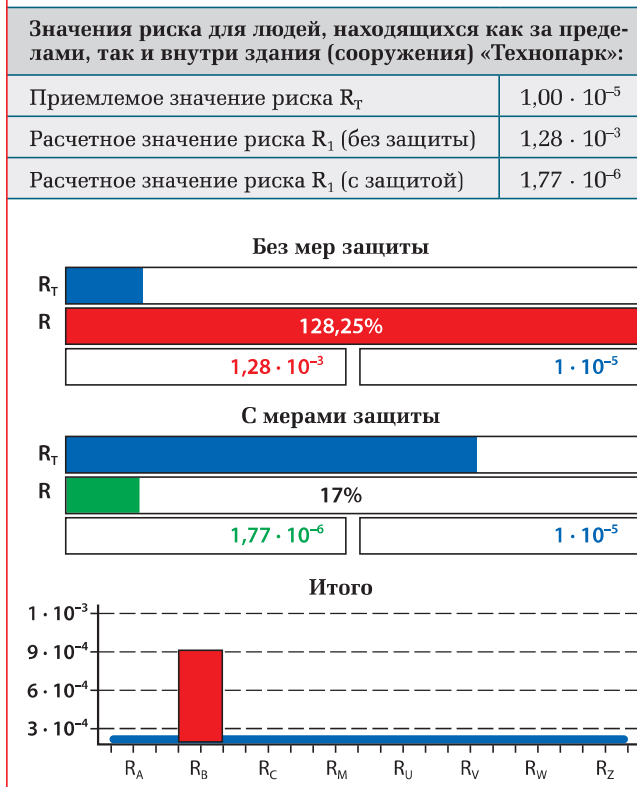 Значения риска для людей, находящихся как за преде-
лами, так и внутри здания (сооружения) «Технопарк»:
Приемлемое значение риска R_T 1,00 · 10⁻⁵
Расчетное значение риска R₁ (без защиты) 1,28 · 10⁻³
Расчетное значение риска R₁ (с защитой) 1,77 · 10⁻⁶
Без мер защиты
R_T
R 128,25%
1,28 · 10⁻³ 1 · 10⁻⁵
С мерами защиты
R_T
R 17%
1,77 · 10⁻⁶ 1 · 10⁻⁵
Итого
1 · 10⁻³
9 · 10⁻⁴
6 · 10⁻⁴
3 · 10⁻⁴
R_A R_B R_C R_M R_U R_V R_W R_Z